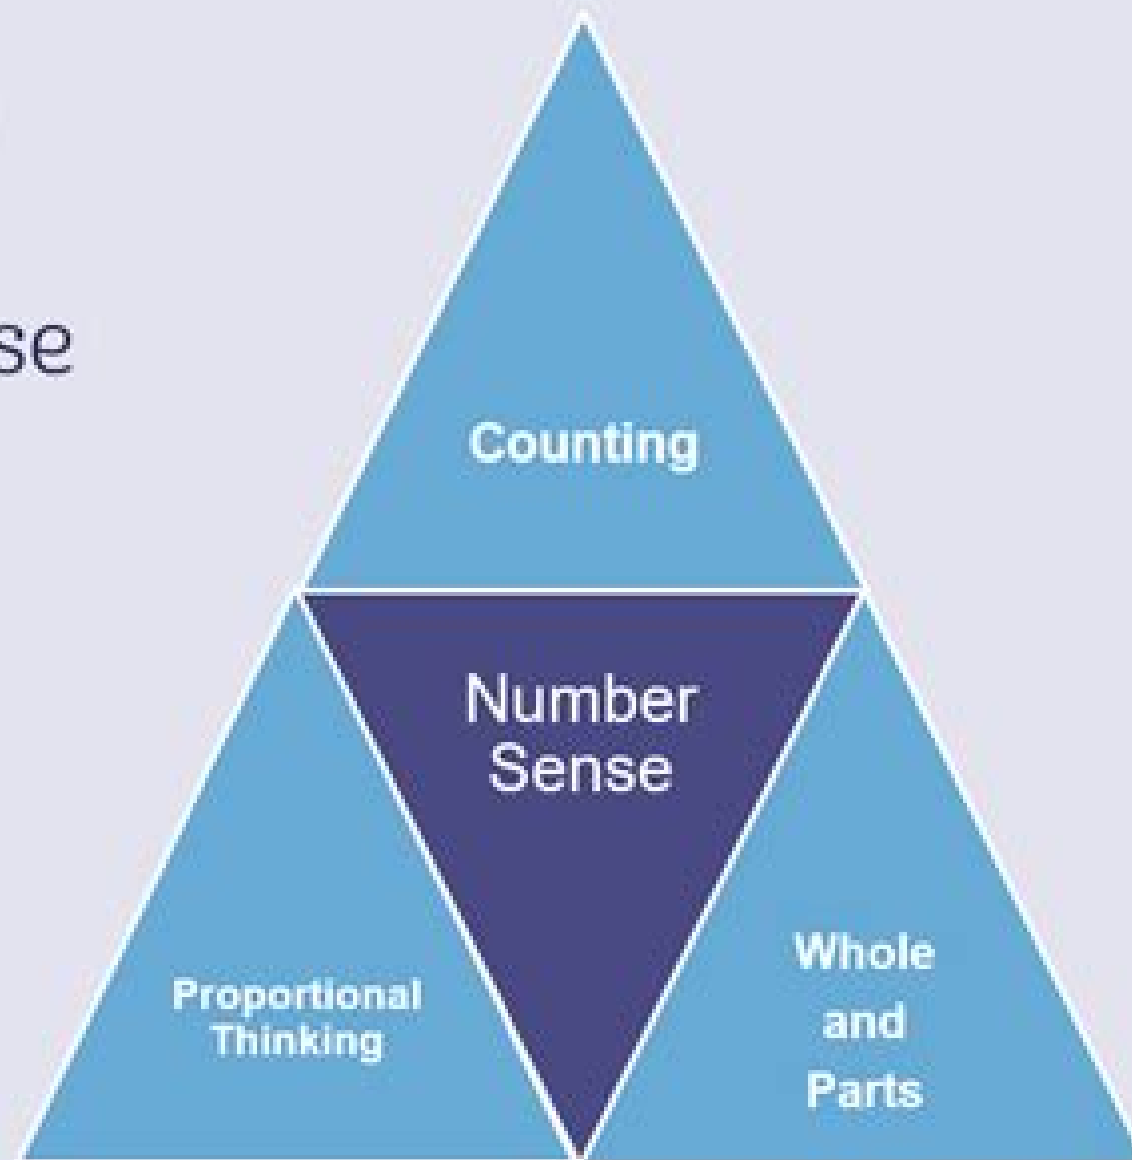 se
Counting
Number
Sense
Proportional
Thinking
Whole
and
Parts